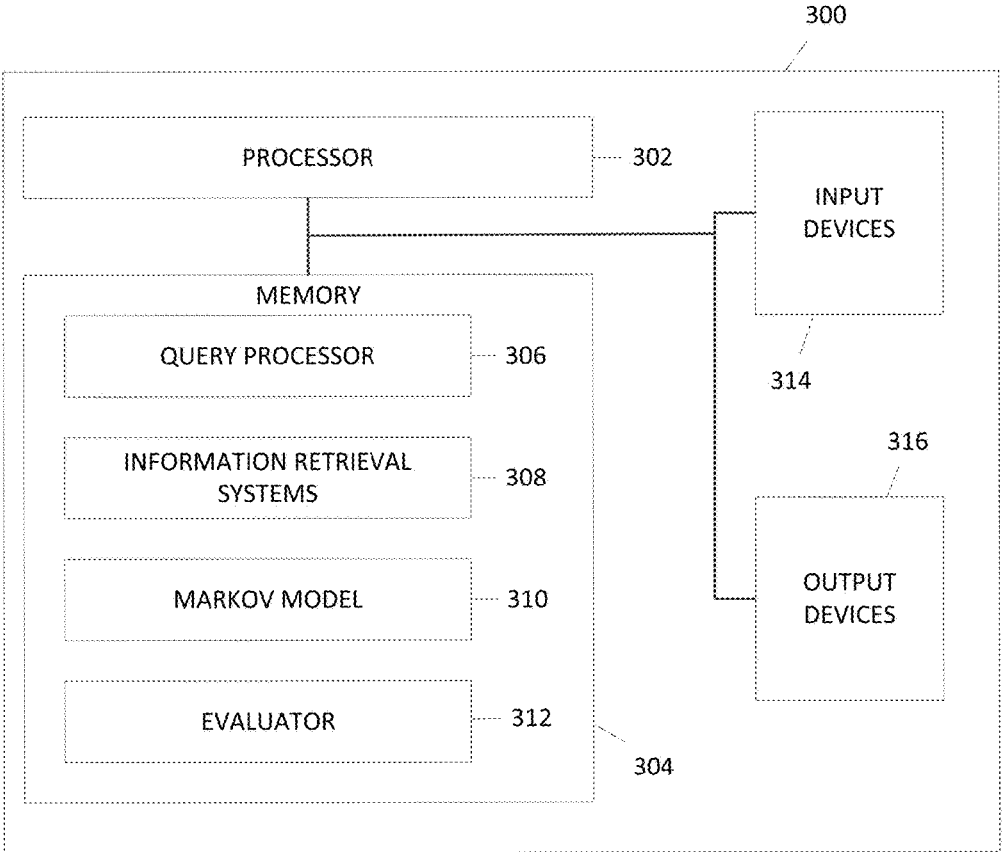 300
PROCESSOR
302
INPUT
DEVICES
314
MEMORY
QUERY PROCESSOR
306
INFORMATION RETRIEVAL
SYSTEMS
308
MARKOV MODEL
310
EVALUATOR
312
304
316
OUTPUT
DEVICES